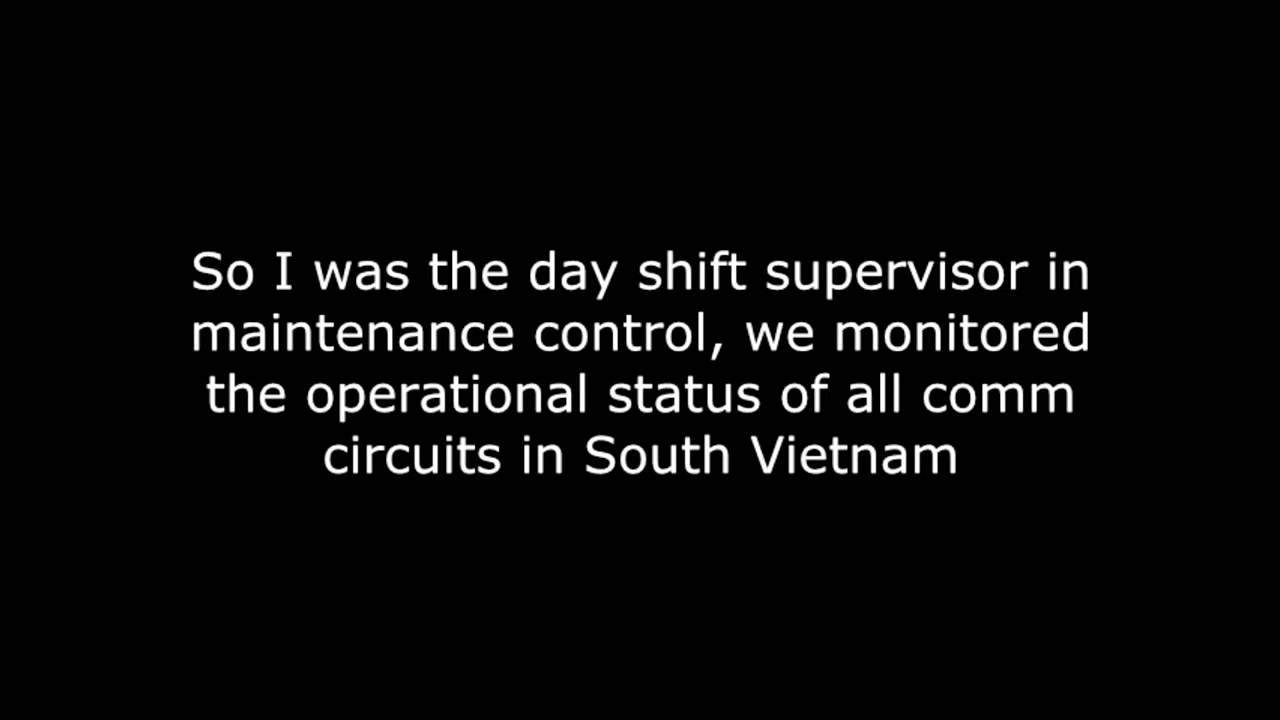 So I was the day shift supervisor in
maintenance control, we monitored
the operational status of all comm
circuits in South Vietnam